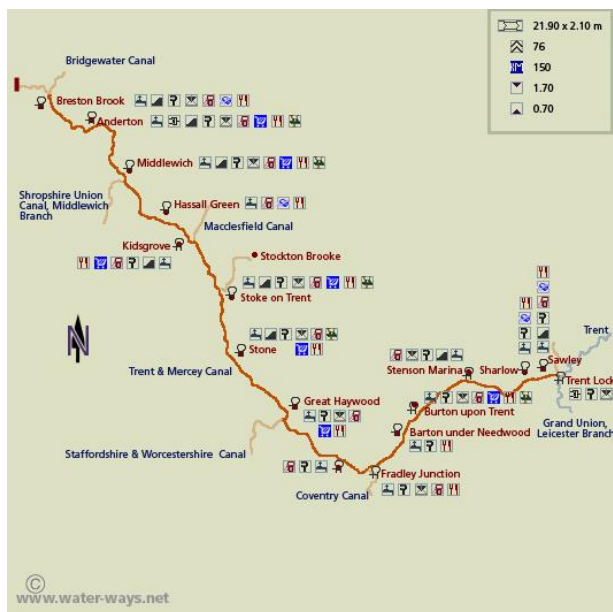 21.90 x 2.10 m
76
150
1.70
0.70
Bridgewater Canal
Breston Brook
Anderton
Middlewich
Shropshire Union
Canal, Middlewich
Branch
Hassall Green
Macclesfield Canal
Kidsgrove
Stockton Brooke
Stoke on Trent
N
Stone
Trent & Mercey Canal
Trent
Stenson Marina
Sharlow
Sawley
Trent Lock
Great Haywood
Burton upon Trent
Grand Union,
Leicester Branch
Barton under Needwood
Staffordshire & Worcestershire Canal
Fradley Junction
Coventry Canal
©
www.water-ways.net